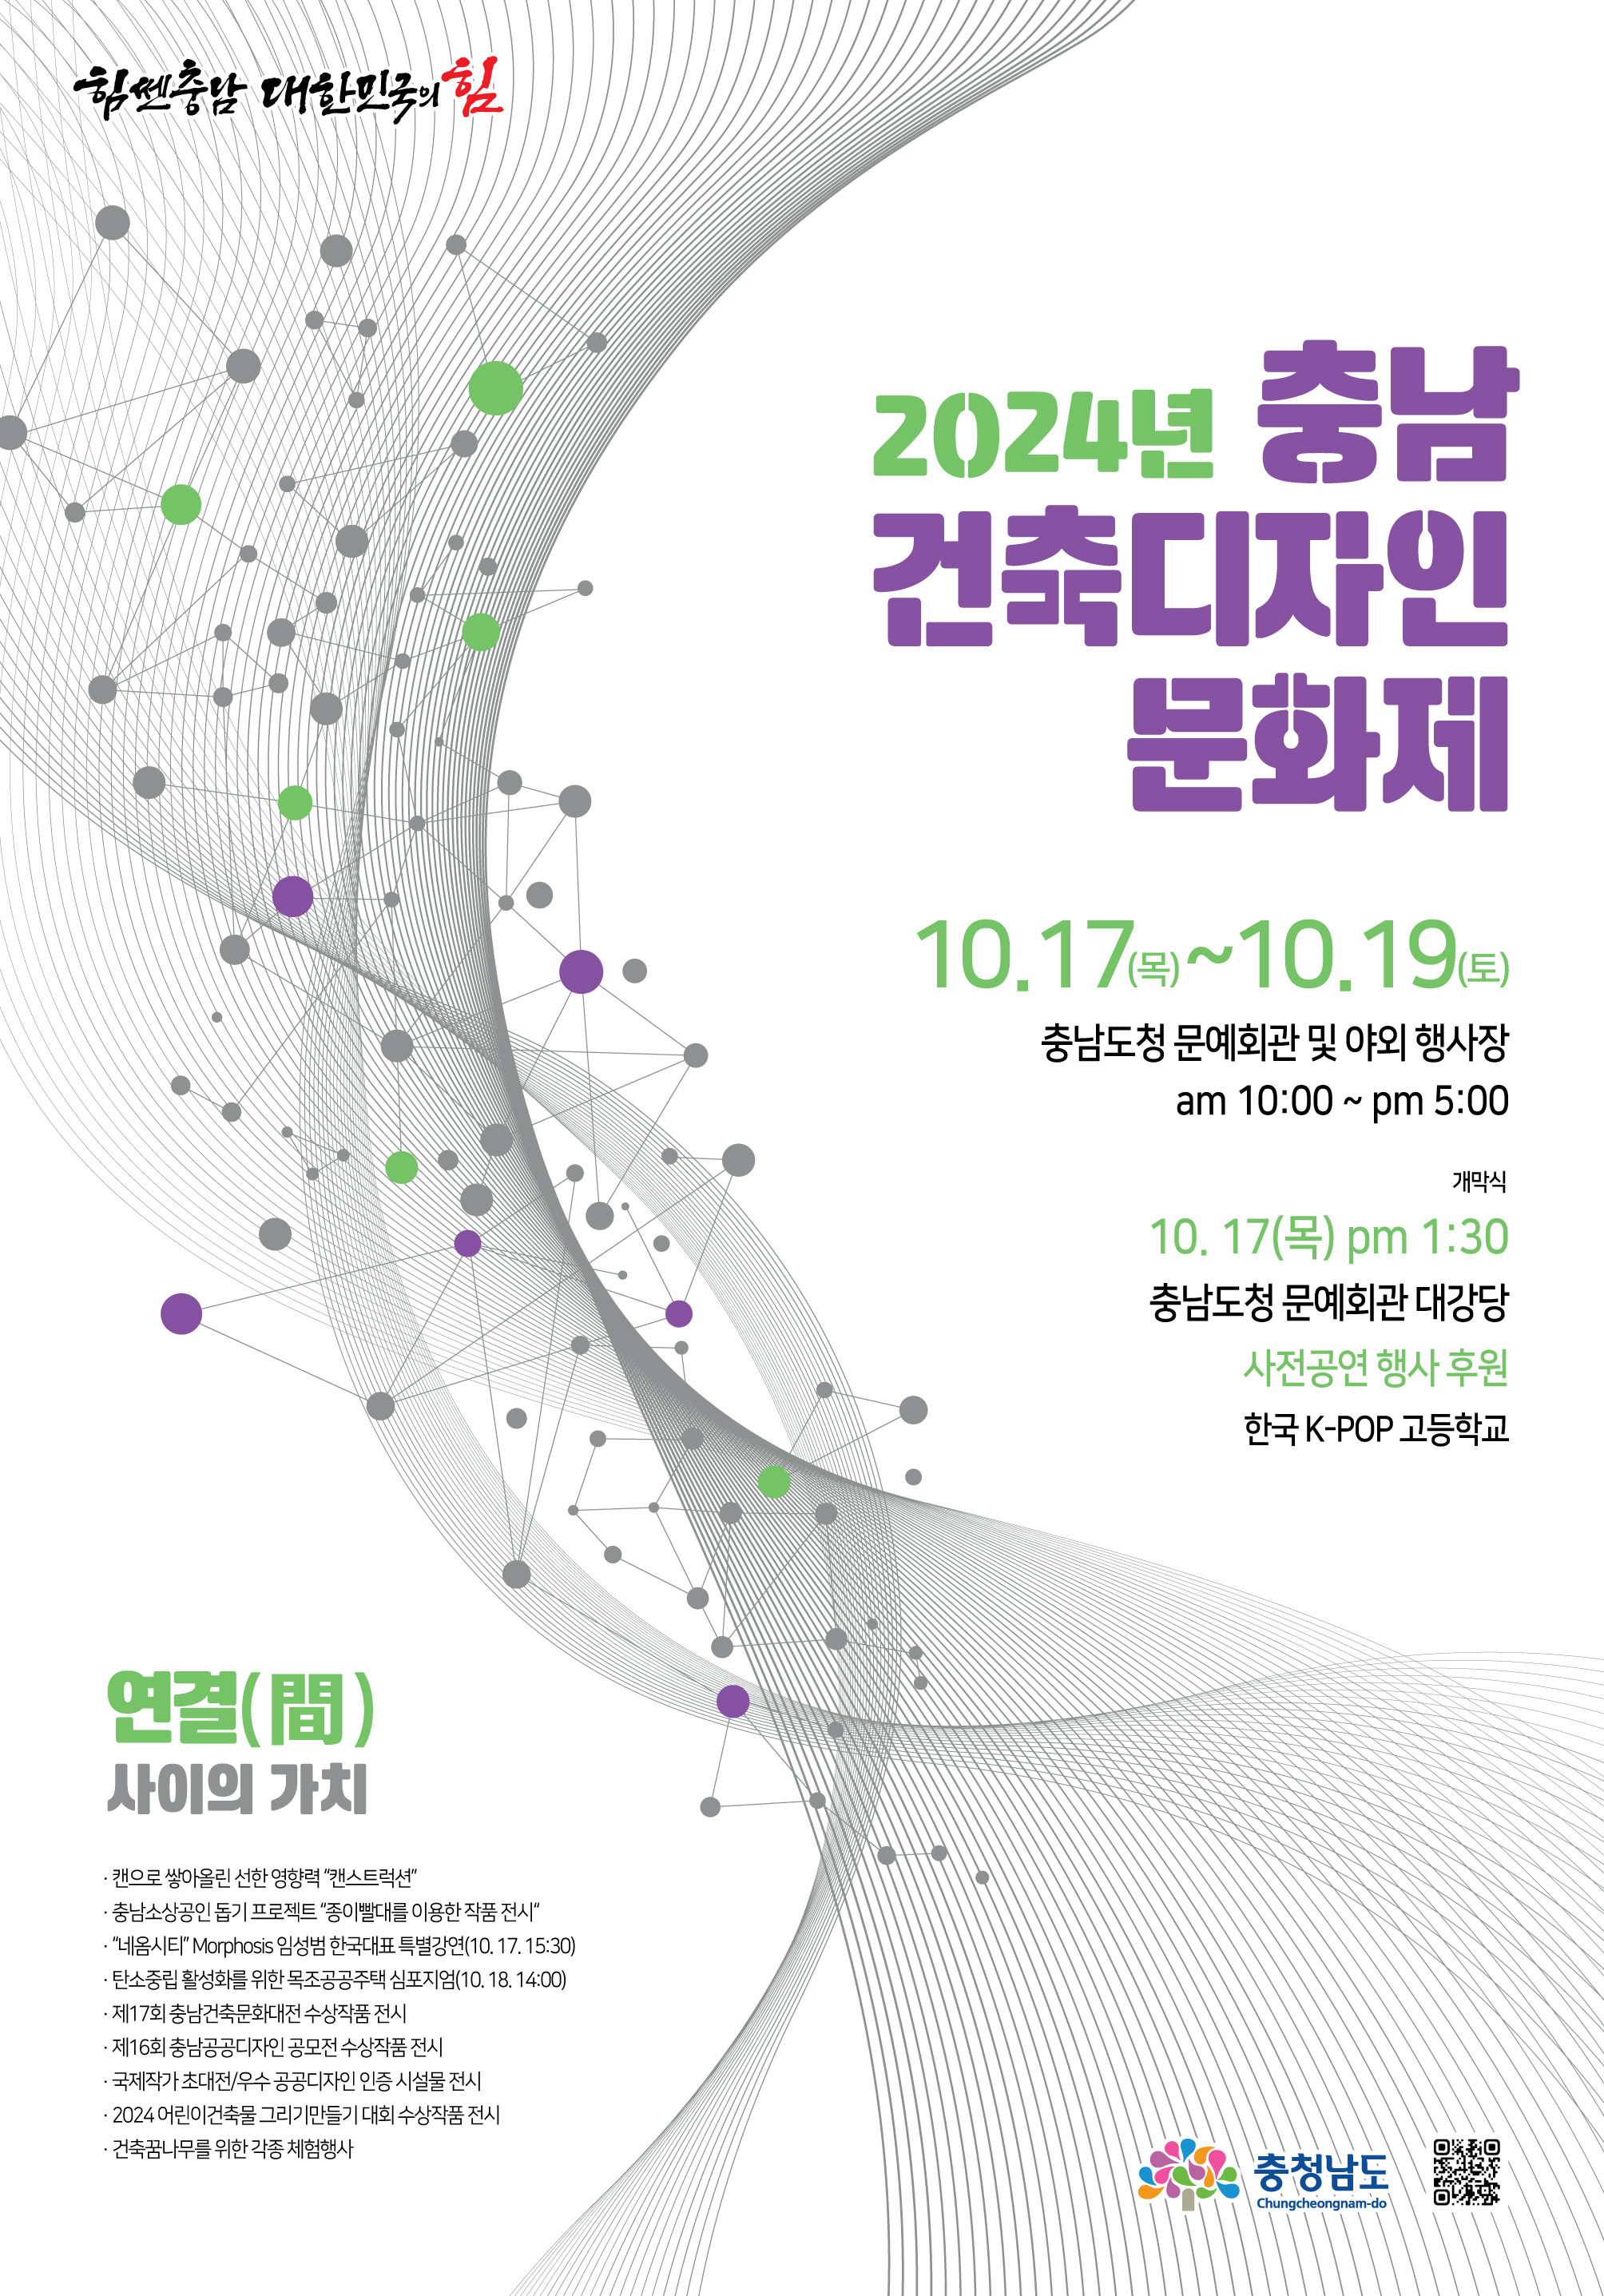 힘쎈충남 대한민국의 힘
2024년 충남
건축디자인
문화제
10.17(목)~10.19(토)
충남도청 문예회관 및 야외 행사장
am 10:00 ~ pm 5:00
개막식
10. 17(목) pm 1:30
충남도청 문예회관 대강당
사전공연 행사 후원
한국 K-POP 고등학교
연결(間)
사이의 가치
· 캔으로 쌓아올린 선한 영향력 “캔스트럭션”
· 충남소상공인 돕기 프로젝트 “종이빨대를 이용한 작품 전시“
· “네옴시티” Morphosis 임성범 한국대표 특별강연(10. 17. 15:30)
· 탄소중립 활성화를 위한 목조공공주택 심포지엄(10. 18. 14:00)
· 제17회 충남건축문화대전 수상작품 전시
· 제16회 충남공공디자인 공모전 수상작품 전시
· 국제작가 초대전/우수 공공디자인 인증 시설물 전시
· 2024 어린이건축물 그리기만들기 대회 수상작품 전시
· 건축꿈나무를 위한 각종 체험행사
충청남도
Chungcheongnam-do